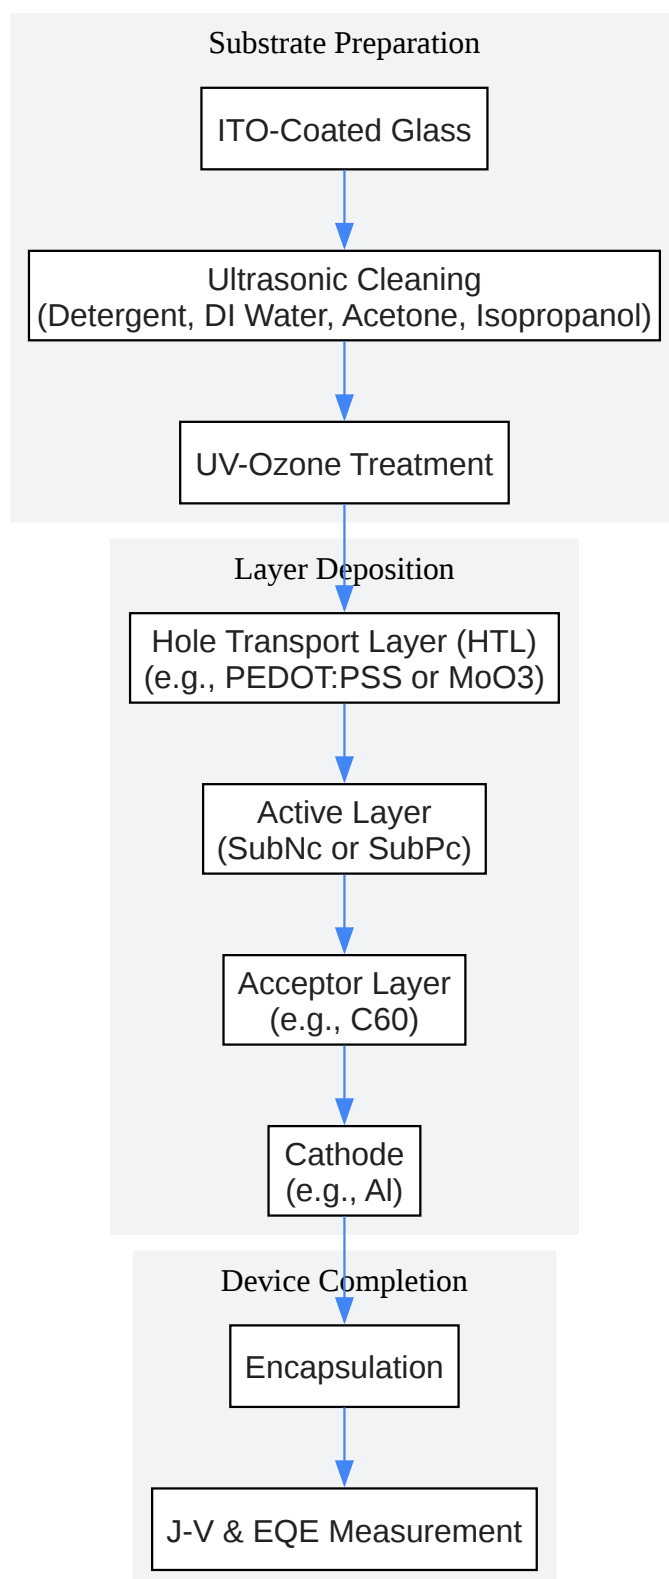 Substrate Preparation
ITO-Coated Glass
Ultrasonic Cleaning
(Detergent, DI Water, Acetone, Isopropanol)
UV-Ozone Treatment
Layer Deposition
Hole Transport Layer (HTL)
(e.g., PEDOT:PSS or MoO3)
Active Layer
(SubNc or SubPc)
Acceptor Layer
(e.g., C60)
Cathode
(e.g., Al)
Device Completion
Encapsulation
J-V & EQE Measurement